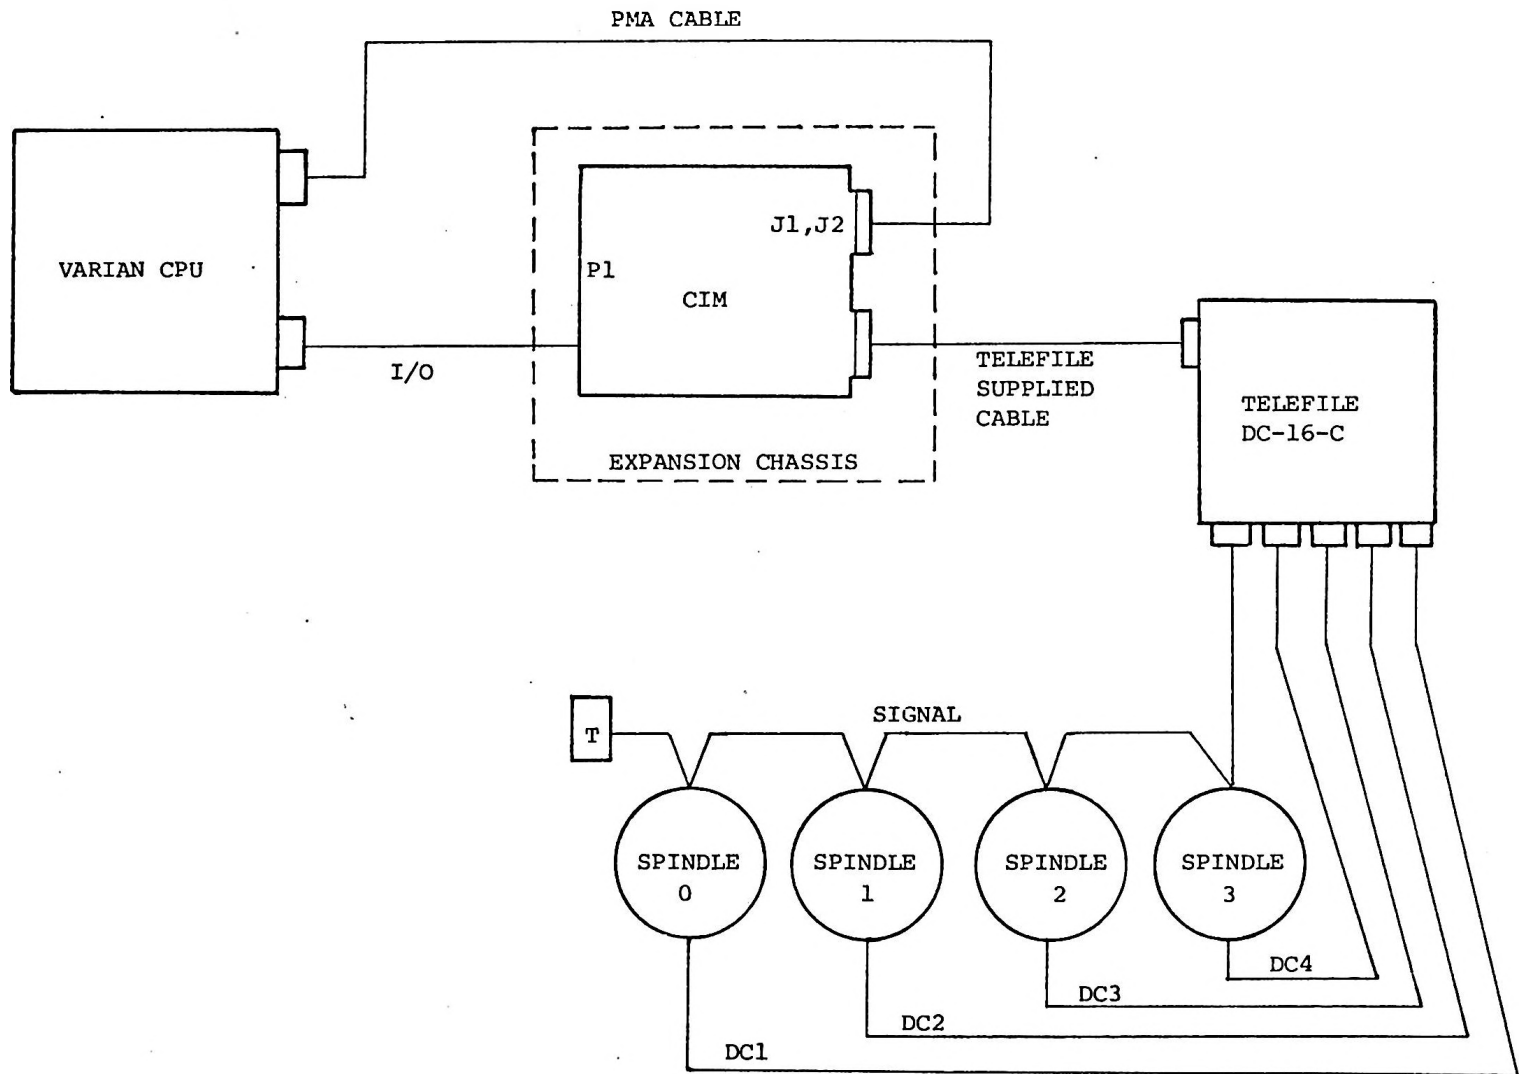 PMA CABLE
VARIAN CPU
J1,J2
P1
CIM
I/O
TELEFILE
SUPPLIED
CABLE
EXPANSION CHASSIS
TELEFILE
DC-16-C
T
SIGNAL
SPINDLE
0
SPINDLE
1
SPINDLE
2
SPINDLE
3
DC4
DC3
DC2
DC1